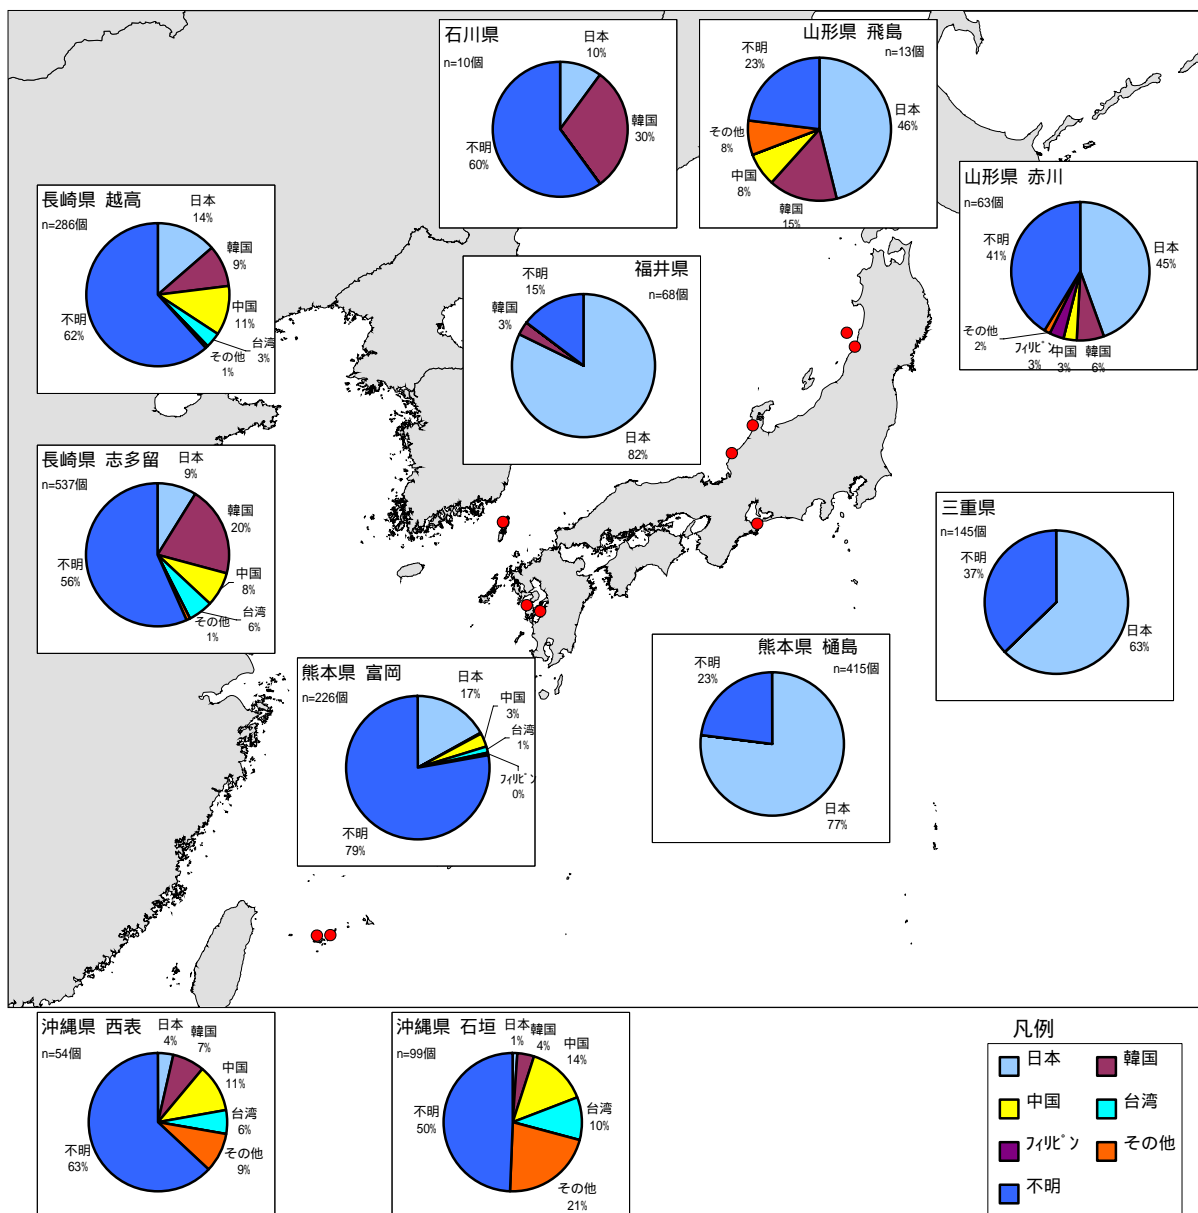 石川県
n=10個
日本
10%
韓国
30%
不明
60%
山形県 飛島
n=13個
不明
23%
日本
46%
その他
8%
中国
8%
韓国
15%
山形県 赤川
n=63個
不明
41%
日本
45%
その他
2%
フィリピン
3%
中国
3%
韓国
6%
長崎県 越高
n=286個
日本
14%
韓国
9%
中国
11%
台湾
3%
その他
1%
不明
62%
福井県
n=68個
不明
15%
韓国
3%
日本
82%
長崎県 志多留
n=537個
日本
9%
韓国
20%
中国
8%
台湾
6%
その他
1%
不明
56%
三重県
n=145個
不明
37%
日本
63%
熊本県 富岡
n=226個
日本
17%
中国
3%
台湾
1%
フィリピン
0%
不明
79%
熊本県 樋島
n=415個
不明
23%
日本
77%
沖縄県 西表
n=54個
日本
4%
韓国
7%
中国
11%
台湾
6%
その他
9%
不明
63%
沖縄県 石垣
n=99個
日本
1%
韓国
4%
中国
14%
台湾
10%
その他
21%
不明
50%
凡例
日本
韓国
中国
台湾
フィリピン
その他
不明